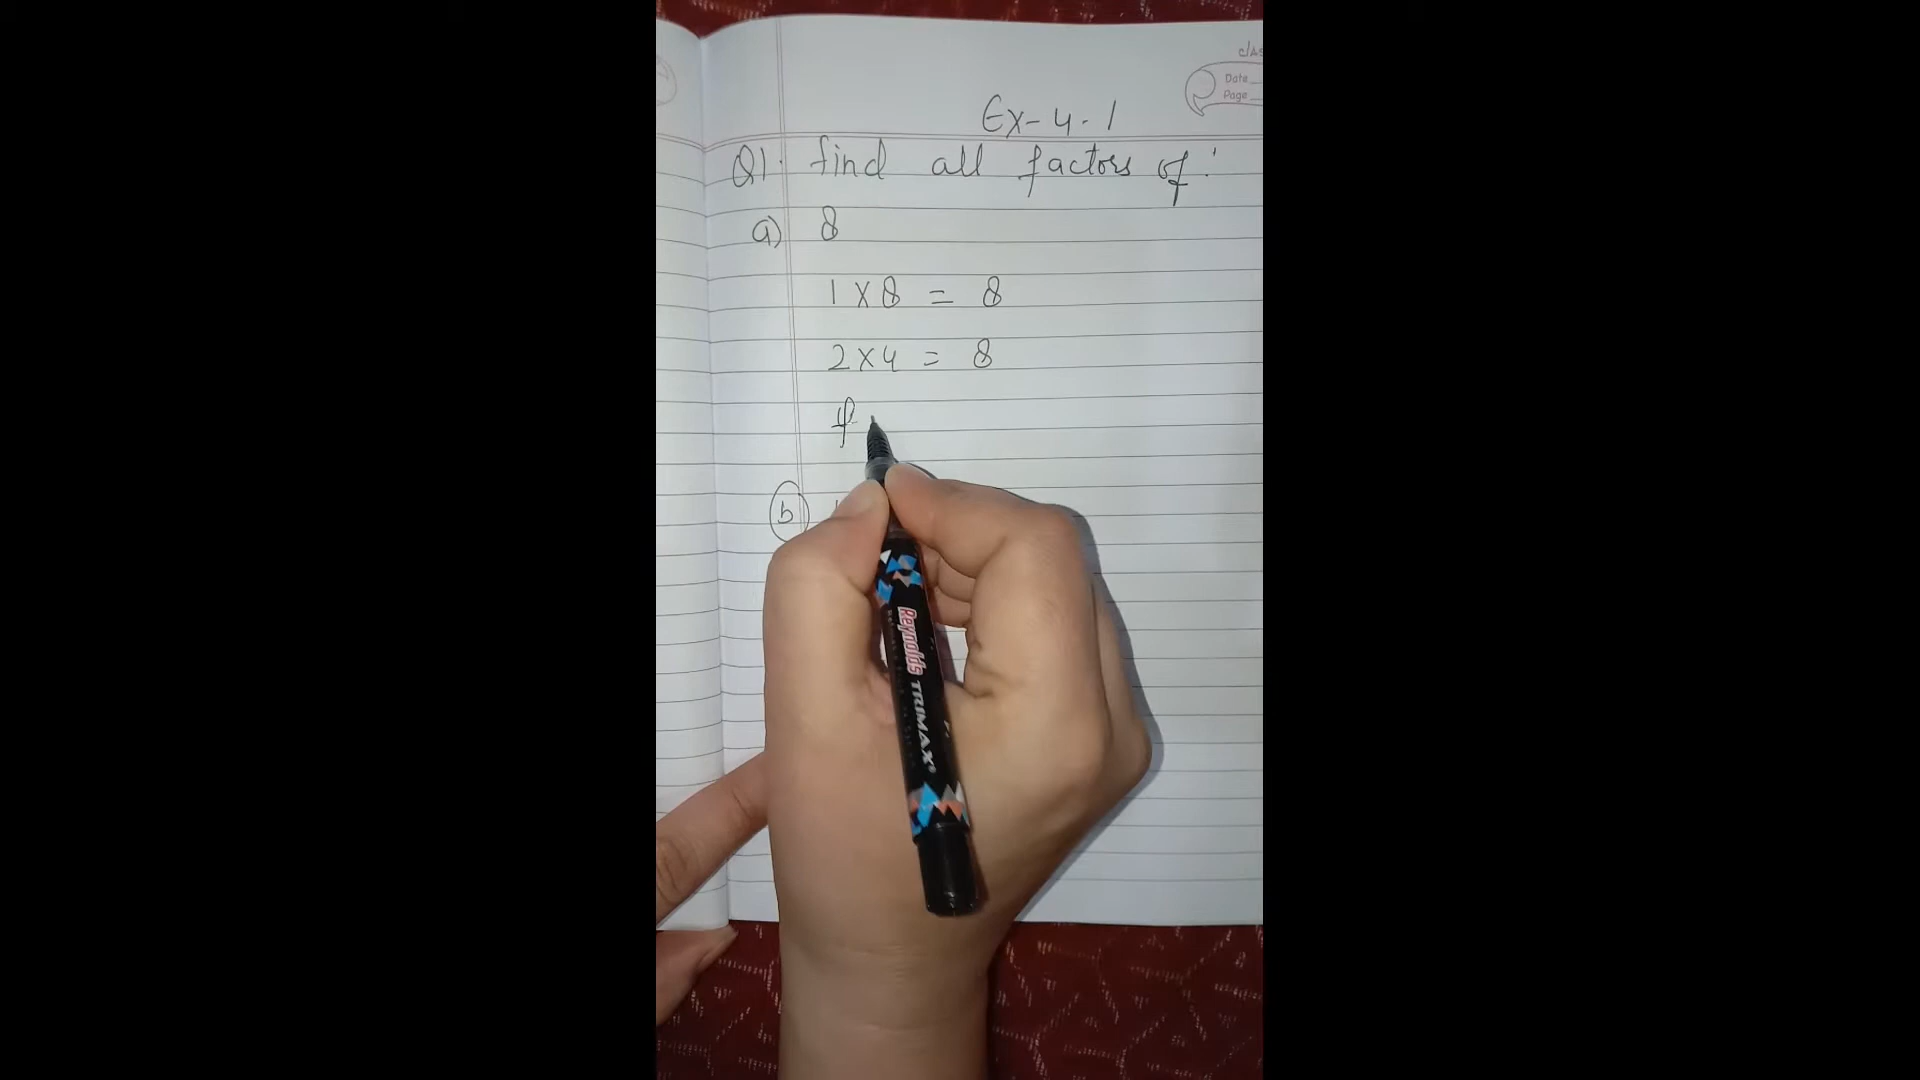 Date
Page
Ex-4.1
Q1. find all factors of:
a) 8
1 X 8 = 8
2 X 4 = 8
f
b
Reynolds TRIMAX